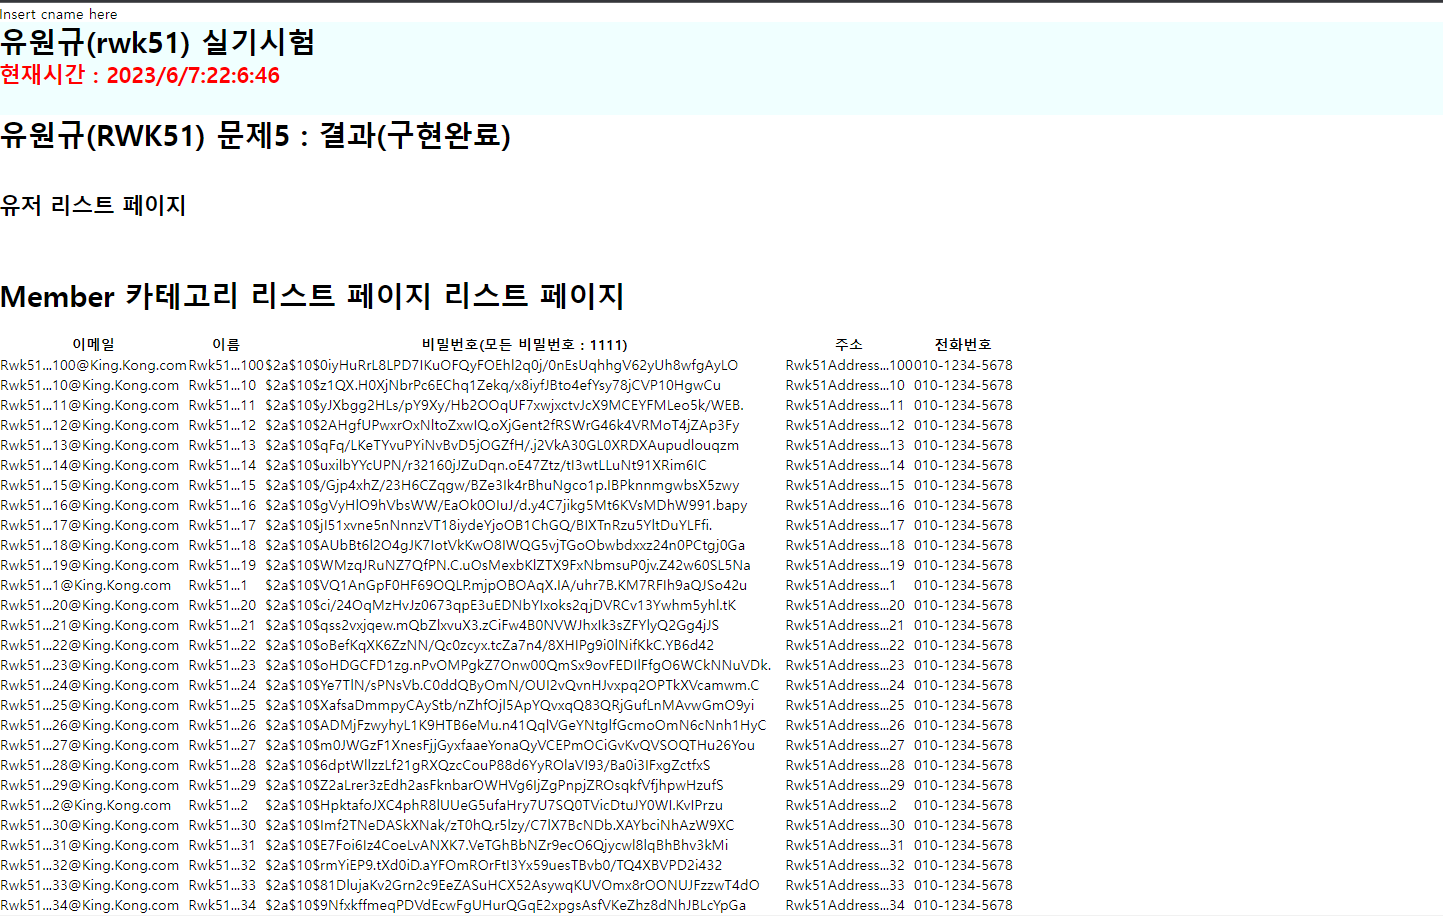 Insert cname here
유원규(rwk51) 실기시험
현재시간 : 2023/6/7:22:6:46
유원규(RWK51) 문제5 : 결과(구현완료)
유저 리스트 페이지
Member 카테고리 리스트 페이지 리스트 페이지
이메일 이름 비밀번호(모든 비밀번호 : 1111) 주소 전화번호
Rwk51...100@King.Kong.com Rwk51...100 $2a$10$0iyHuRrL8LPD7IKuOFQyFOEhl2q0j/0nEsUqhhgV62yUh8wfgAyLO Rwk51Address...100 010-1234-5678
Rwk51...10@King.Kong.com Rwk51...10 $2a$10$z1QX.H0XjNbrPc6EChq1Zekq/x8iyfJBto4efYsy78jCVP10HgwCu Rwk51Address...10 010-1234-5678
Rwk51...11@King.Kong.com Rwk51...11 $2a$10$yJXbgg2HLs/pY9Xy/Hb2OOqUF7xwjxctvJcX9MCEYFMLeo5k/WEB. Rwk51Address...11 010-1234-5678
Rwk51...12@King.Kong.com Rwk51...12 $2a$10$2AHgfUPwxrOxNltoZxwIQ.oXjGent2fRSWrG46k4VRMoT4jZAp3Fy Rwk51Address...12 010-1234-5678
Rwk51...13@King.Kong.com Rwk51...13 $2a$10$qFq/LKeTYvuPYiNvBvD5jOGZfH/.j2VkA30GL0XRDXAupudlouqzm Rwk51Address...13 010-1234-5678
Rwk51...14@King.Kong.com Rwk51...14 $2a$10$uxilbYYcUPN/r32160jJZuDqn.oE47Ztz/tI3wtLLuNt91XRim6IC Rwk51Address...14 010-1234-5678
Rwk51...15@King.Kong.com Rwk51...15 $2a$10$/Gjp4xhZ/23H6CZqgw/BZe3Ik4rBhuNgco1p.IBPknnmgwbsX5zwy Rwk51Address...15 010-1234-5678
Rwk51...16@King.Kong.com Rwk51...16 $2a$10$gVyHlO9hVbsWW/EaOk0OIuJ/d.y4C7jikg5Mt6KVsMDhW991.bapy Rwk51Address...16 010-1234-5678
Rwk51...17@King.Kong.com Rwk51...17 $2a$10$jI51xvne5nNnnzVT18iydeYjoOB1ChGQ/BIXTnRzu5YltDuYLFfi. Rwk51Address...17 010-1234-5678
Rwk51...18@King.Kong.com Rwk51...18 $2a$10$AUbBt6l2O4gJK7IotVkKwO8IWQG5vjTGoObwbdxxz24n0PCtgj0Ga Rwk51Address...18 010-1234-5678
Rwk51...19@King.Kong.com Rwk51...19 $2a$10$WMzqJRuNZ7QfPN.C.uOsMexbKlZTX9FxNbmsuP0jv.Z42w60SL5Na Rwk51Address...19 010-1234-5678
Rwk51...1@King.Kong.com Rwk51...1 $2a$10$VQ1AnGpF0HF69OQLP.mjpOBOAqX.IA/uhr7B.KM7RFIh9aQJSo42u Rwk51Address...1 010-1234-5678
Rwk51...20@King.Kong.com Rwk51...20 $2a$10$ci/24OqMzHvJz0673qpE3uEDNbYIxoks2qjDVRCv13Ywhm5yhl.tK Rwk51Address...20 010-1234-5678
Rwk51...21@King.Kong.com Rwk51...21 $2a$10$qss2vxjqew.mQbZlxvuX3.zCiFw4B0NVWJhxIk3sZFYlyQ2Gg4jJS Rwk51Address...21 010-1234-5678
Rwk51...22@King.Kong.com Rwk51...22 $2a$10$oBefKqXK6ZzNN/Qc0zcyx.tcZa7n4/8XHIPg9i0lNifKkC.YB6d42 Rwk51Address...22 010-1234-5678
Rwk51...23@King.Kong.com Rwk51...23 $2a$10$oHDGCFD1zg.nPvOMPgkZ7Onw00QmSx9ovFEDIlFfgO6WCkNNuVDk. Rwk51Address...23 010-1234-5678
Rwk51...24@King.Kong.com Rwk51...24 $2a$10$Ye7TlN/sPNsVb.C0ddQByOmN/OUI2vQvnHJvxpq2OPTkXVcamwm.C Rwk51Address...24 010-1234-5678
Rwk51...25@King.Kong.com Rwk51...25 $2a$10$XafsaDmmpyCAyStb/nZhfOjl5ApYQvxqQ83QRjGufLnMAvwGmO9yi Rwk51Address...25 010-1234-5678
Rwk51...26@King.Kong.com Rwk51...26 $2a$10$ADMjFzwyhyL1K9HTB6eMu.n41QqlVGeYNtglfGcmoOmN6cNnh1HyC Rwk51Address...26 010-1234-5678
Rwk51...27@King.Kong.com Rwk51...27 $2a$10$m0JWGzF1XnesFjjGyxfaaeYonaQyVCEPmOCiGvKvQVSOQTHu26You Rwk51Address...27 010-1234-5678
Rwk51...28@King.Kong.com Rwk51...28 $2a$10$6dptWllzzLf21gRXQzcCouP88d6YyROlaVI93/Ba0i3IFxgZctfxS Rwk51Address...28 010-1234-5678
Rwk51...29@King.Kong.com Rwk51...29 $2a$10$Z2aLrer3zEdh2asFknbarOWHVg6IjZgPnpjZROsqkfVfjhpwHzufS Rwk51Address...29 010-1234-5678
Rwk51...2@King.Kong.com Rwk51...2 $2a$10$HpktafoJXC4phR8lUUeG5ufaHry7U7SQ0TVicDtuJY0WI.KvIPrzu Rwk51Address...2 010-1234-5678
Rwk51...30@King.Kong.com Rwk51...30 $2a$10$Imf2TNeDASkXNak/zT0hQ.r5lzy/C7lX7BcNDb.XAYbciNhAzW9XC Rwk51Address...30 010-1234-5678
Rwk51...31@King.Kong.com Rwk51...31 $2a$10$E7Foi6Iz4CoeLvANXK7.VeTGhBbNZr9ecO6Qjycwl8lqBhBhv3kMi Rwk51Address...31 010-1234-5678
Rwk51...32@King.Kong.com Rwk51...32 $2a$10$rmYiEP9.tXd0iD.aYFOmROrFtI3Yx59uesTBvb0/TQ4XBVPD2i432 Rwk51Address...32 010-1234-5678
Rwk51...33@King.Kong.com Rwk51...33 $2a$10$81DlujaKv2Grn2c9EeZASuHCX52AsywqKUVOmx8rOONUJFzzwT4dO Rwk51Address...33 010-1234-5678
Rwk51...34@King.Kong.com Rwk51...34 $2a$10$9NfxkffmeqPDVdEcwFgUHurQGqE2xpgsAsfVKeZhz8dNhJBLcYpGa Rwk51Address...34 010-1234-5678